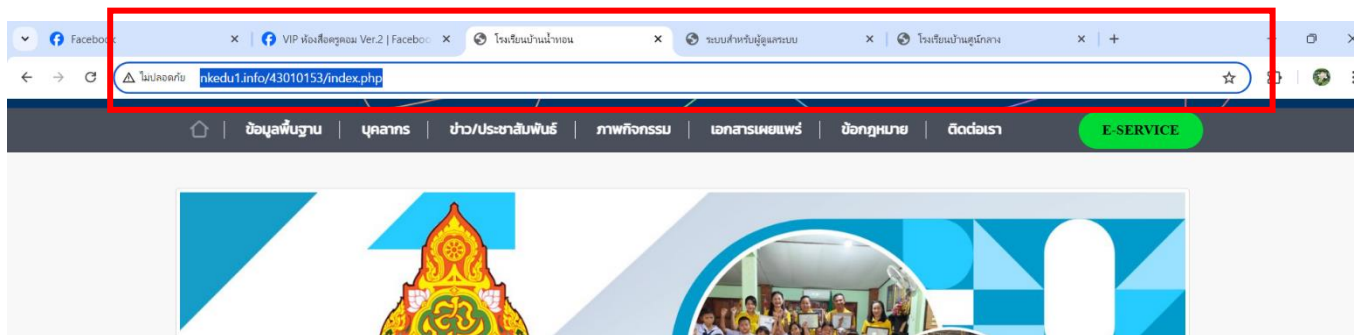 Facebook
VIP ห้องสื่อครูคอม Ver.2 | Faceboo
โรงเรียนบ้านน้ำทอน
ระบบสำหรับผู้ดูแลระบบ
โรงเรียนบ้านศูนย์กลาง
ไม่ปลอดภัย nkedu1.info/43010153/index.php
ข้อมูลพื้นฐาน | บุคลากร | ข่าว/ประชาสัมพันธ์ | ภาพกิจกรรม | เอกสารเผยแพร่ | ข้อกฎหมาย | ติดต่อเรา E-SERVICE